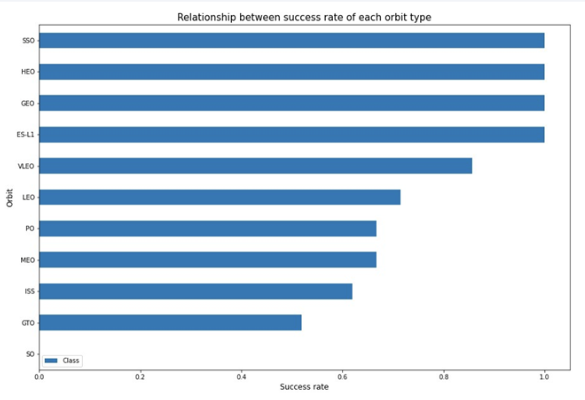 Relationship between success rate of each orbit type
Orbit
SSO
HEO
GEO
ES-L1
VLEO
LEO
PO
MEO
ISS
GTO
SO
Class
0.0 0.2 0.4 0.6 0.8 1.0
Success rate